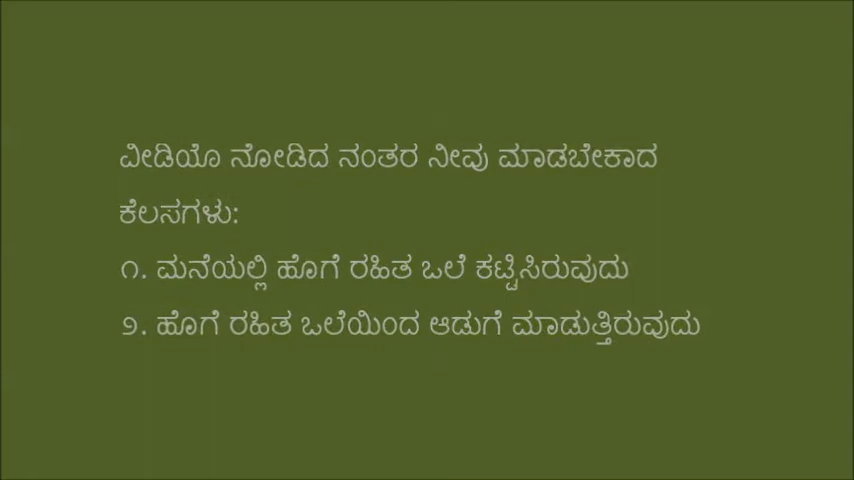 ವೀಡಿಯೊ ನೋಡಿದ ನಂತರ ನೀವು ಮಾಡಬೇಕಾದ
ಕೆಲಸಗಳು:
೧. ಮನೆಯಲ್ಲಿ ಹೊಗೆ ರಹಿತ ಒಲೆ ಕಟ್ಟಿಸಿರುವುದು
೨. ಹೊಗೆ ರಹಿತ ಒಲೆಯಿಂದ ಆಡುಗೆ ಮಾಡುತ್ತಿರುವುದು